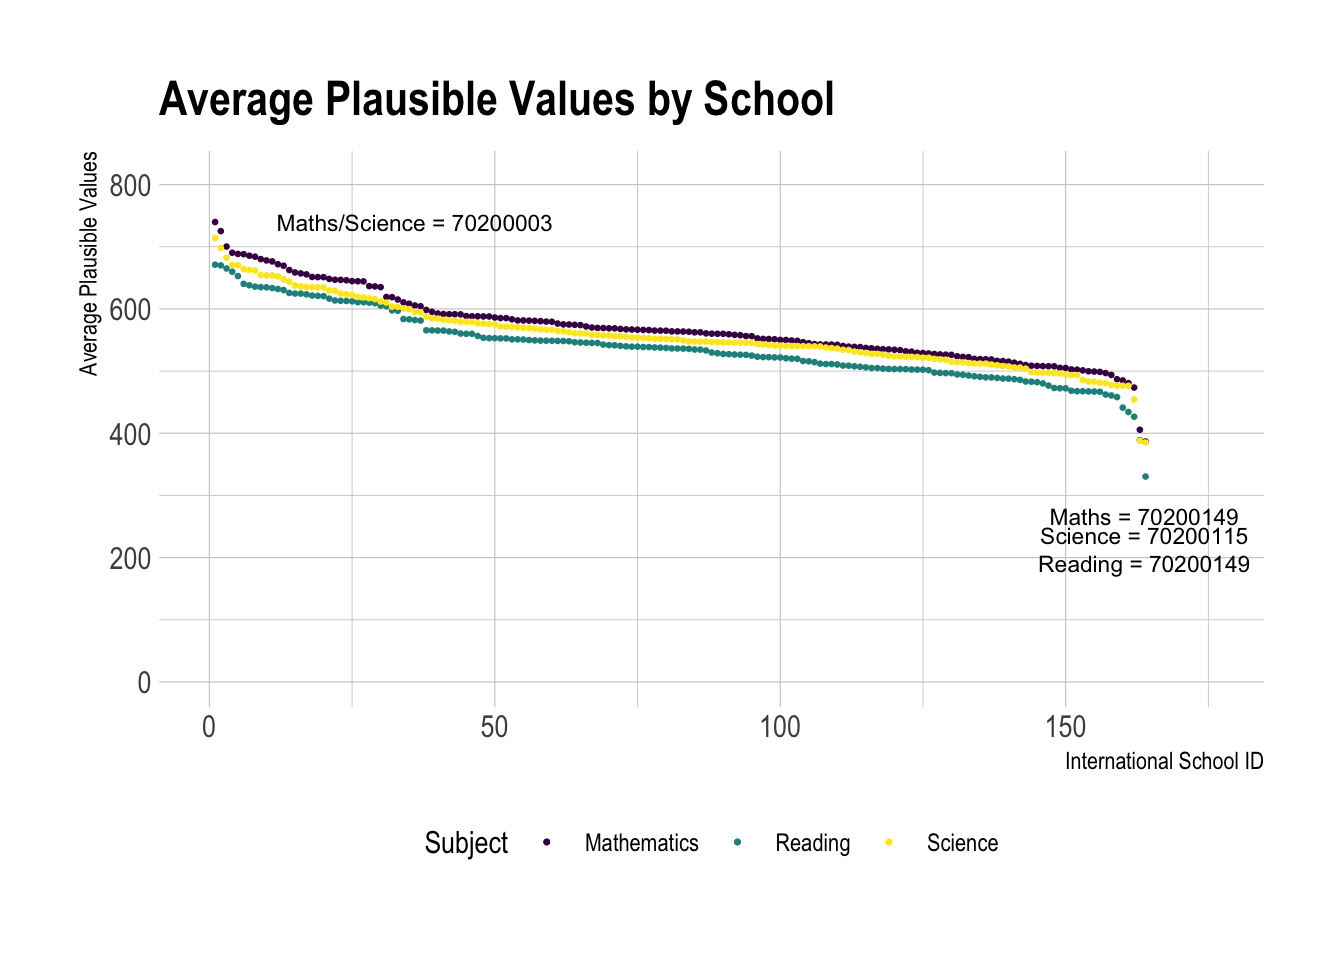 Average Plausible Values by School
Average Plausible Values
800
600
400
200
0
Maths/Science = 70200003
Maths = 70200149
Science = 70200115
Reading = 70200149
0 50 100 150
International School ID
Subject Mathematics Reading Science